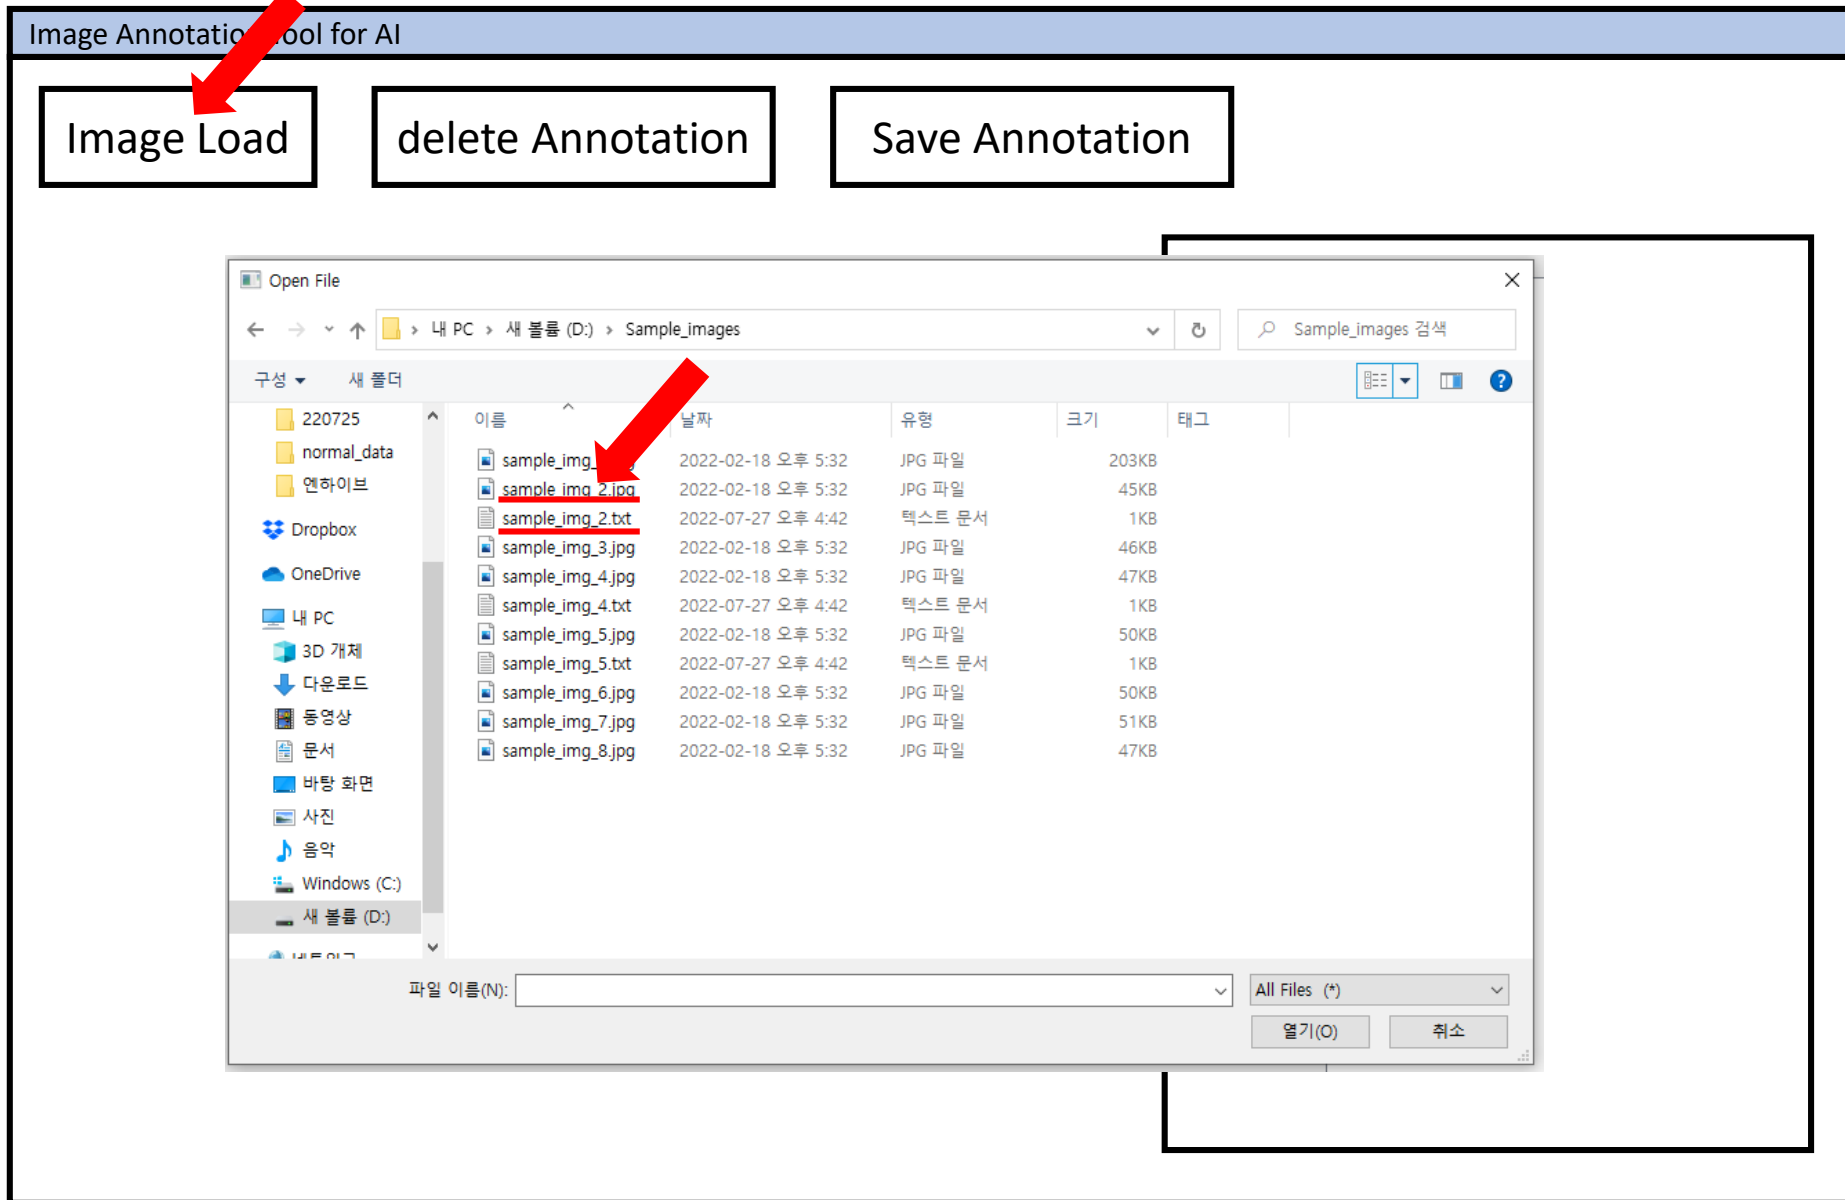 Image Annotation Tool for AI
Image Load
delete Annotation
Save Annotation
Open File
내 PC > 새 볼륨 (D:) > Sample_images
Sample_images 검색
구성
새 폴더
이름 날짜 유형 크기 태그
220725
normal_data
엔하이브
Dropbox
OneDrive
내 PC
3D 개체
다운로드
동영상
문서
바탕 화면
사진
음악
Windows (C:)
새 볼륨 (D:)
sample_img_ 2022-02-18 오후 5:32 JPG 파일 203KB
sample_img_2.jpg 2022-02-18 오후 5:32 JPG 파일 45KB
sample_img_2.txt 2022-07-27 오후 4:42 텍스트 문서 1KB
sample_img_3.jpg 2022-02-18 오후 5:32 JPG 파일 46KB
sample_img_4.jpg 2022-02-18 오후 5:32 JPG 파일 47KB
sample_img_4.txt 2022-07-27 오후 4:42 텍스트 문서 1KB
sample_img_5.jpg 2022-02-18 오후 5:32 JPG 파일 50KB
sample_img_5.txt 2022-07-27 오후 4:42 텍스트 문서 1KB
sample_img_6.jpg 2022-02-18 오후 5:32 JPG 파일 50KB
sample_img_7.jpg 2022-02-18 오후 5:32 JPG 파일 51KB
sample_img_8.jpg 2022-02-18 오후 5:32 JPG 파일 47KB
파일 이름(N):
All Files (*)
열기(O)
취소